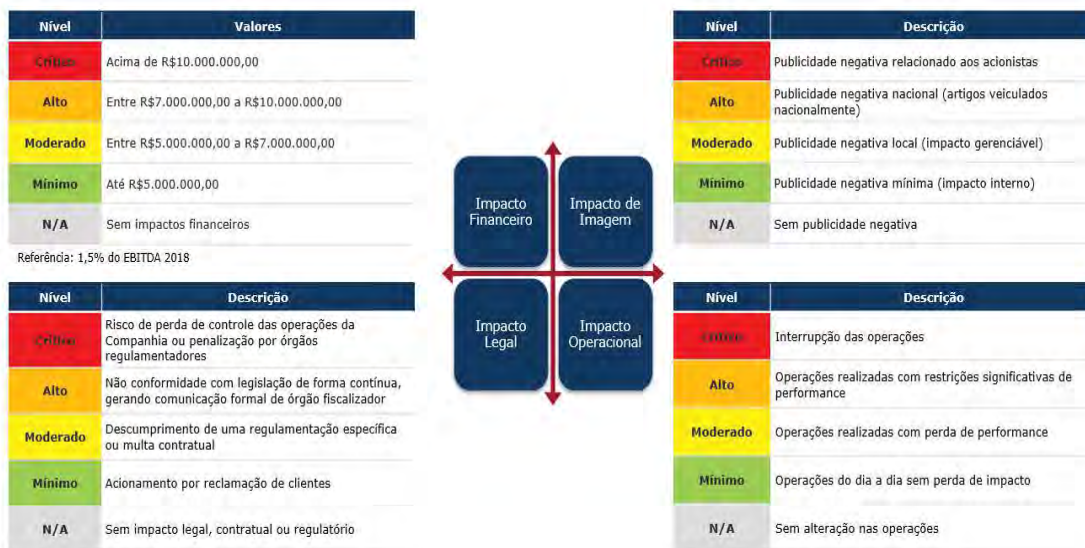 Nível Valores
Crítico Acima de R$10.000.000,00
Alto Entre R$7.000.000,00 a R$10.000.000,00
Moderado Entre R$5.000.000,00 a R$7.000.000,00
Mínimo Até R$5.000.000,00
N/A Sem impactos financeiros
Referência: 1,5% do EBITDA 2018
Nível Descrição
Crítico Publicidade negativa relacionado aos acionistas
Alto Publicidade negativa nacional (artigos veiculados
nacionalmente)
Moderado Publicidade negativa local (impacto gerenciável)
Mínimo Publicidade negativa mínima (impacto interno)
N/A Sem publicidade negativa
Impacto
Financeiro
Impacto de
Imagem
Impacto
Legal
Impacto
Operacional
Nível Descrição
Crítico Risco de perda de controle das operações da
Companhia ou penalização por órgãos
regulamentadores
Alto Não conformidade com legislação de forma contínua,
gerando comunicação formal de órgão fiscalizador
Moderado Descumprimento de uma regulamentação específica
ou multa contratual
Mínimo Acionamento por reclamação de clientes
N/A Sem impacto legal, contratual ou regulatório
Nível Descrição
Crítico Interrupção das operações
Alto Operações realizadas com restrições significativas de
performance
Moderado Operações realizadas com perda de performance
Mínimo Operações do dia a dia sem perda de impacto
N/A Sem alteração nas operações